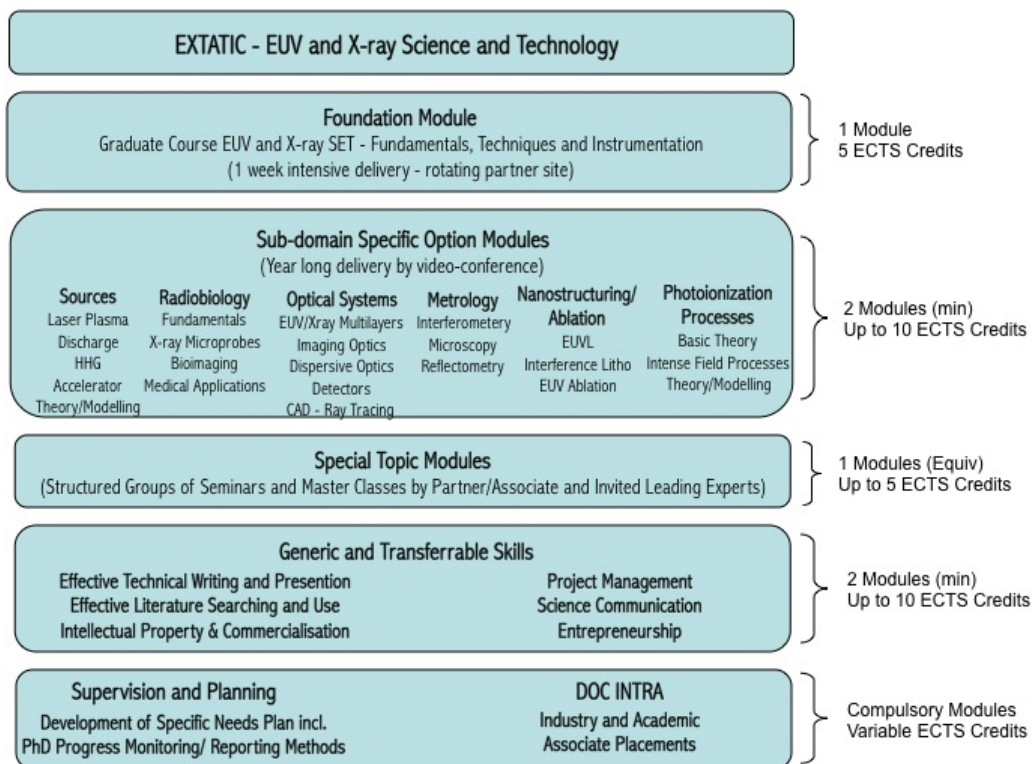 EXTATIC - EUV and X-ray Science and Technology
Foundation Module
Graduate Course EUV and X-ray SET - Fundamentals, Techniques and Instrumentation
(1 week intensive delivery - rotating partner site)
1 Module
5 ECTS Credits
Sub-domain Specific Option Modules
(Year long delivery by video-conference)
Sources
Laser Plasma
Discharge
HHG
Accelerator
Theory/Modelling
Radiobiology
Fundamentals
X-ray Microprobes
Bioimaging
Medical Applications
Optical Systems
EUV/Xray Multilayers
Imaging Optics
Dispersive Optics
Detectors
CAD - Ray Tracing
Metrology
Interferometery
Microscopy
Reflectometry
Nanostructuring/
Ablation
EUVL
Interference Litho
EUV Ablation
Photoionization
Processes
Basic Theory
Intense Field Processes
Theory/Modelling
2 Modules (min)
Up to 10 ECTS Credits
Special Topic Modules
(Structured Groups of Seminars and Master Classes by Partner/Associate and Invited Leading Experts)
1 Modules (Equiv)
Up to 5 ECTS Credits
Generic and Transferrable Skills
Effective Technical Writing and Presention
Effective Literature Searching and Use
Intellectual Property & Commercialisation
Project Management
Science Communication
Entrepreneurship
2 Modules (min)
Up to 10 ECTS Credits
Supervision and Planning
Development of Specific Needs Plan incl.
PhD Progress Monitoring/ Reporting Methods
DOC INTRA
Industry and Academic
Associate Placements
Compulsory Modules
Variable ECTS Credits